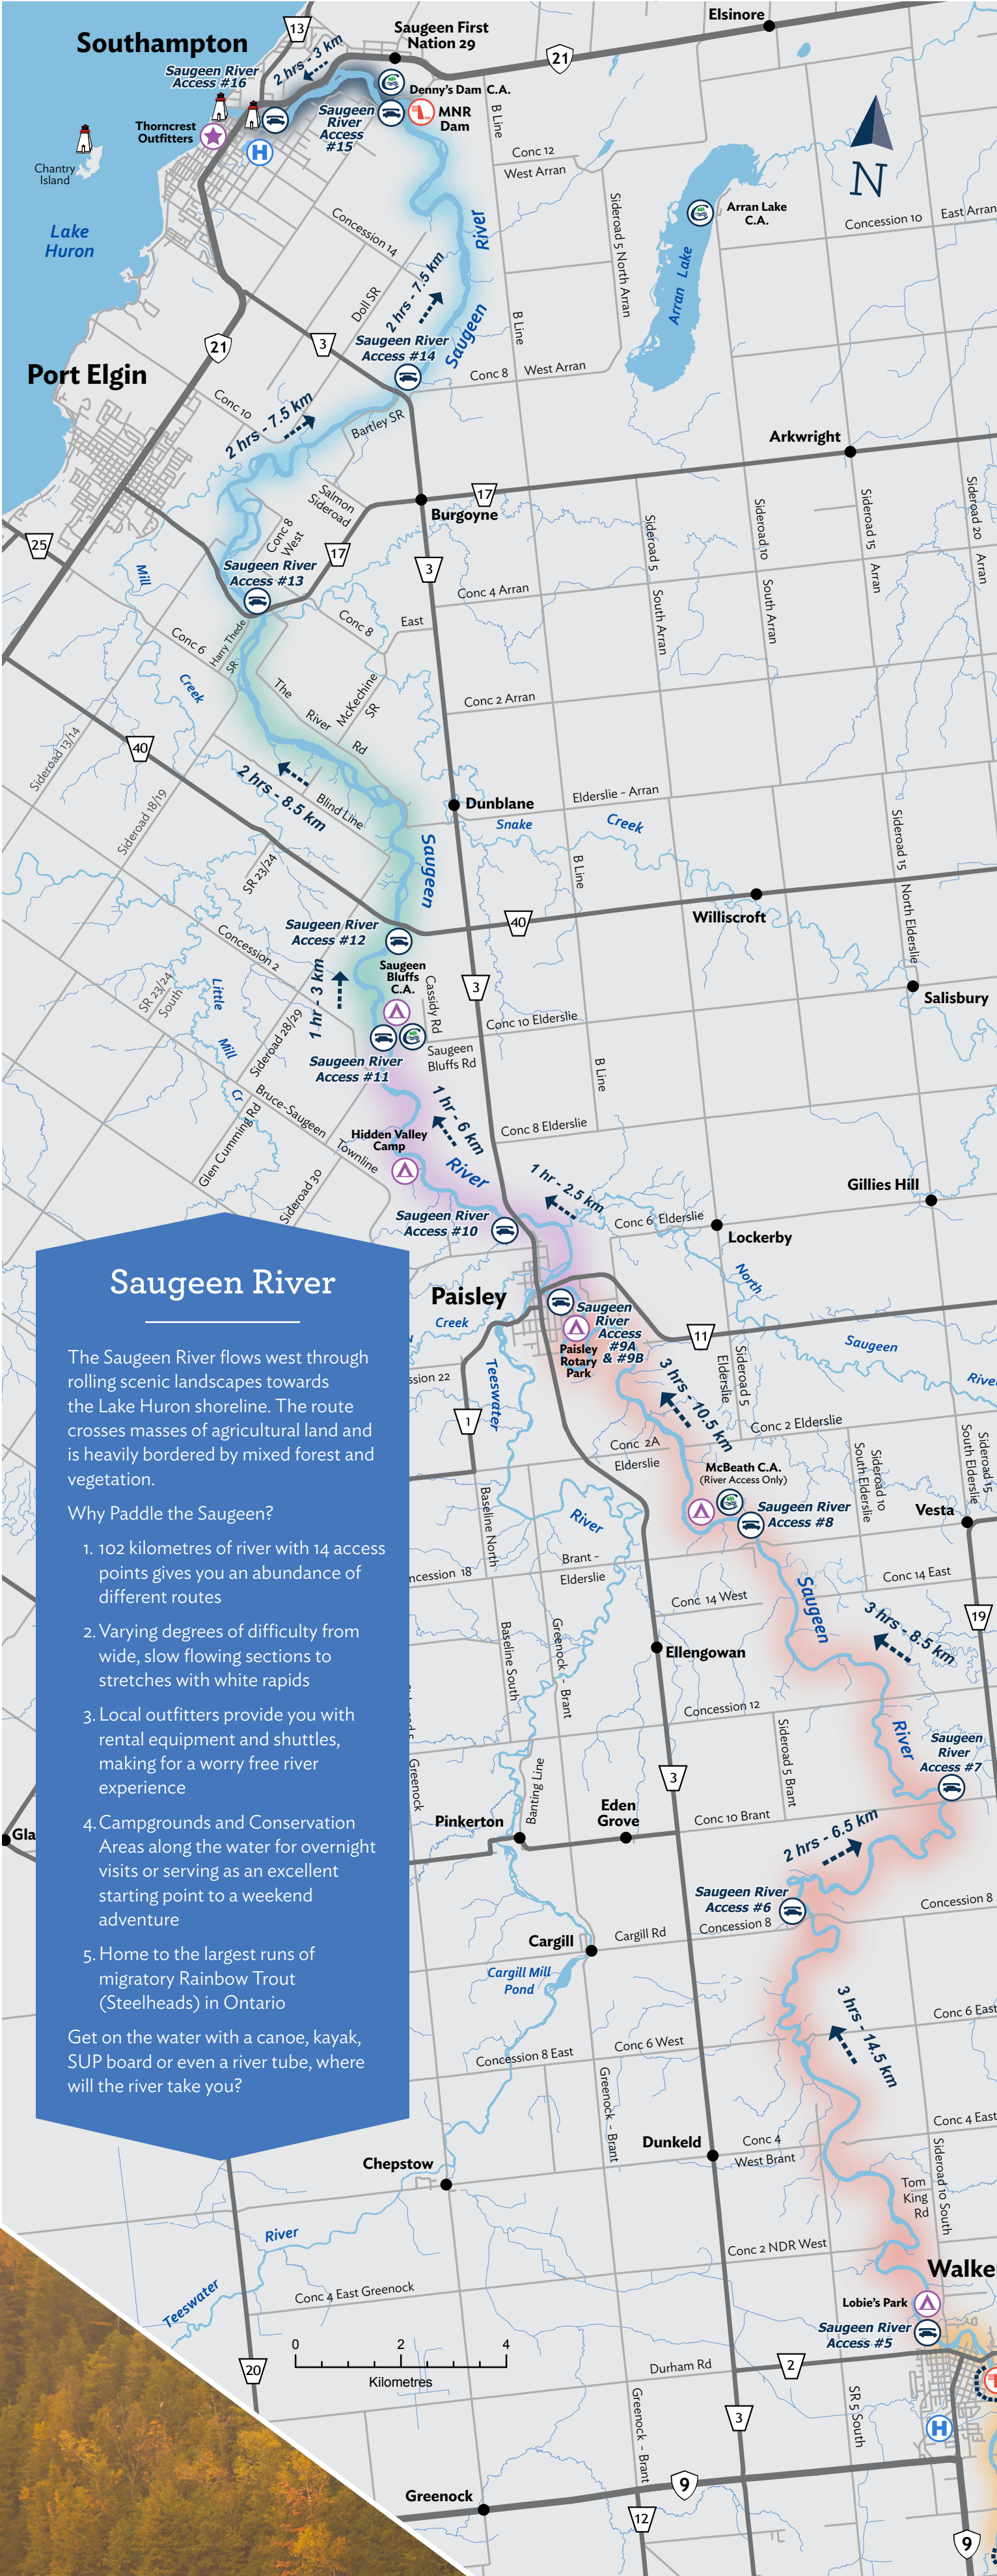 13
Southampton
Saugeen First
Nation 29
Elsinore
21
Saugeen River
Access #16
2 hrs - 3 km
Denny's Dam C.A.
MNR
Dam
Saugeen
River
Access
#15
Thorncrest
Outfitters
H
Chantry
Island
B Line
Conc 12
West Arran
N
Lake
Huron
Concession 14
River
Sideroad 5 North Arran
Arran Lake
C.A.
Concession 10
East Arran
Arran Lake
Doll SR
2 hrs - 7.5 km
Saugeen
B Line
21
3
Saugeen River
Access #14
Conc 8
West Arran
Port Elgin
Conc 10
2 hrs - 7.5 km
Bartley SR
Arkwright
17
Burgoyne
Salmon
Sideroad
Conc 8
West
17
25
Mill
Saugeen River
Access #13
3
Sideroad 5
South Arran
Sideroad 10
South Arran
Sideroad 15
Arran
Sideroad 20
Arran
Conc 4 Arran
Conc 8
East
Conc 6
Harry Thede
SR
Creek
The
River
Rd
McKechine
SR
Conc 2 Arran
40
Sideroad 13/14
Sideroad 18/19
2 hrs - 8.5 km
Blind Line
Dunblane
Elderslie - Arran
Snake
Creek
Saugeen
B Line
SR 23/24
Sideroad 15
North Elderslie
Williscroft
40
Saugeen River
Access #12
Concession 2
Saugeen
Bluffs
C.A.
Cassidy Rd
3
Salisbury
SR 23/24
South
Little
Mill
Cr
1 hr - 3 km
Sideroad 28/29
Conc 10 Elderslie
Saugeen
Bluffs Rd
Saugeen River
Access #11
B Line
Bruce-Saugeen
Townline
Glen Cumming Rd
Sideroad 30
1 hr - 6 km
Conc 8 Elderslie
Hidden Valley
Camp
River
1 hr - 2.5 km
Gillies Hill
Saugeen River
Access #10
Conc 6 Elderslie
Lockerby
North
Saugeen
River
Paisley
Creek
Saugeen
River
Access
#9A
& #9B
Paisley
Rotary
Park
11
Teeswater
1
3 hrs - 10.5 km
Elderslie
Sideroad 5
Conc 2 Elderslie
Conc 2A
Elderslie
McBeath C.A.
(River Access Only)
Saugeen River
Access #8
Sideroad 10
South Elderslie
Sideroad 15
South Elderslie
Vesta
Baseline North
River
Brant -
Elderslie
Conc 14 East
Conc 14 West
Saugeen
3 hrs - 8.5 km
19
Baseline South
Greenock - Brant
Ellengowan
Concession 12
Sideroad 5 Brant
River
Saugeen
River
Access #7
Greenock
Banting Line
3
Pinkerton
Eden
Grove
Conc 10 Brant
2 hrs - 6.5 km
Saugeen River
Access #6
Concession 8
Concession 8
Cargill
Cargill Rd
Cargill Mill
Pond
3 hrs - 14.5 km
Conc 6 East
Conc 6 West
Concession 8 East
Greenock - Brant
Conc 4 East
Dunkeld
Conc 4
West Brant
Chepstow
Tom
King
Rd
Sideroad 10 South
River
Teeswater
Conc 2 NDR West
Walke
Conc 4 East Greenock
Lobie's Park
Saugeen River
Access #5
0
2
4
Kilometres
20
Durham Rd
2
3
SR 5 South
H
Greenock - Brant
Greenock
9
12
9
Saugeen River
The Saugeen River flows west through
rolling scenic landscapes towards
the Lake Huron shoreline. The route
crosses masses of agricultural land and
is heavily bordered by mixed forest and
vegetation.
Why Paddle the Saugeen?
1. 102 kilometres of river with 14 access
points gives you an abundance of
different routes
2. Varying degrees of difficulty from
wide, slow flowing sections to
stretches with white rapids
3. Local outfitters provide you with
rental equipment and shuttles,
making for a worry free river
experience
4. Campgrounds and Conservation
Areas along the water for overnight
visits or serving as an excellent
starting point to a weekend
adventure
5. Home to the largest runs of
migratory Rainbow Trout
(Steelheads) in Ontario
Get on the water with a canoe, kayak,
SUP board or even a river tube, where
will the river take you?